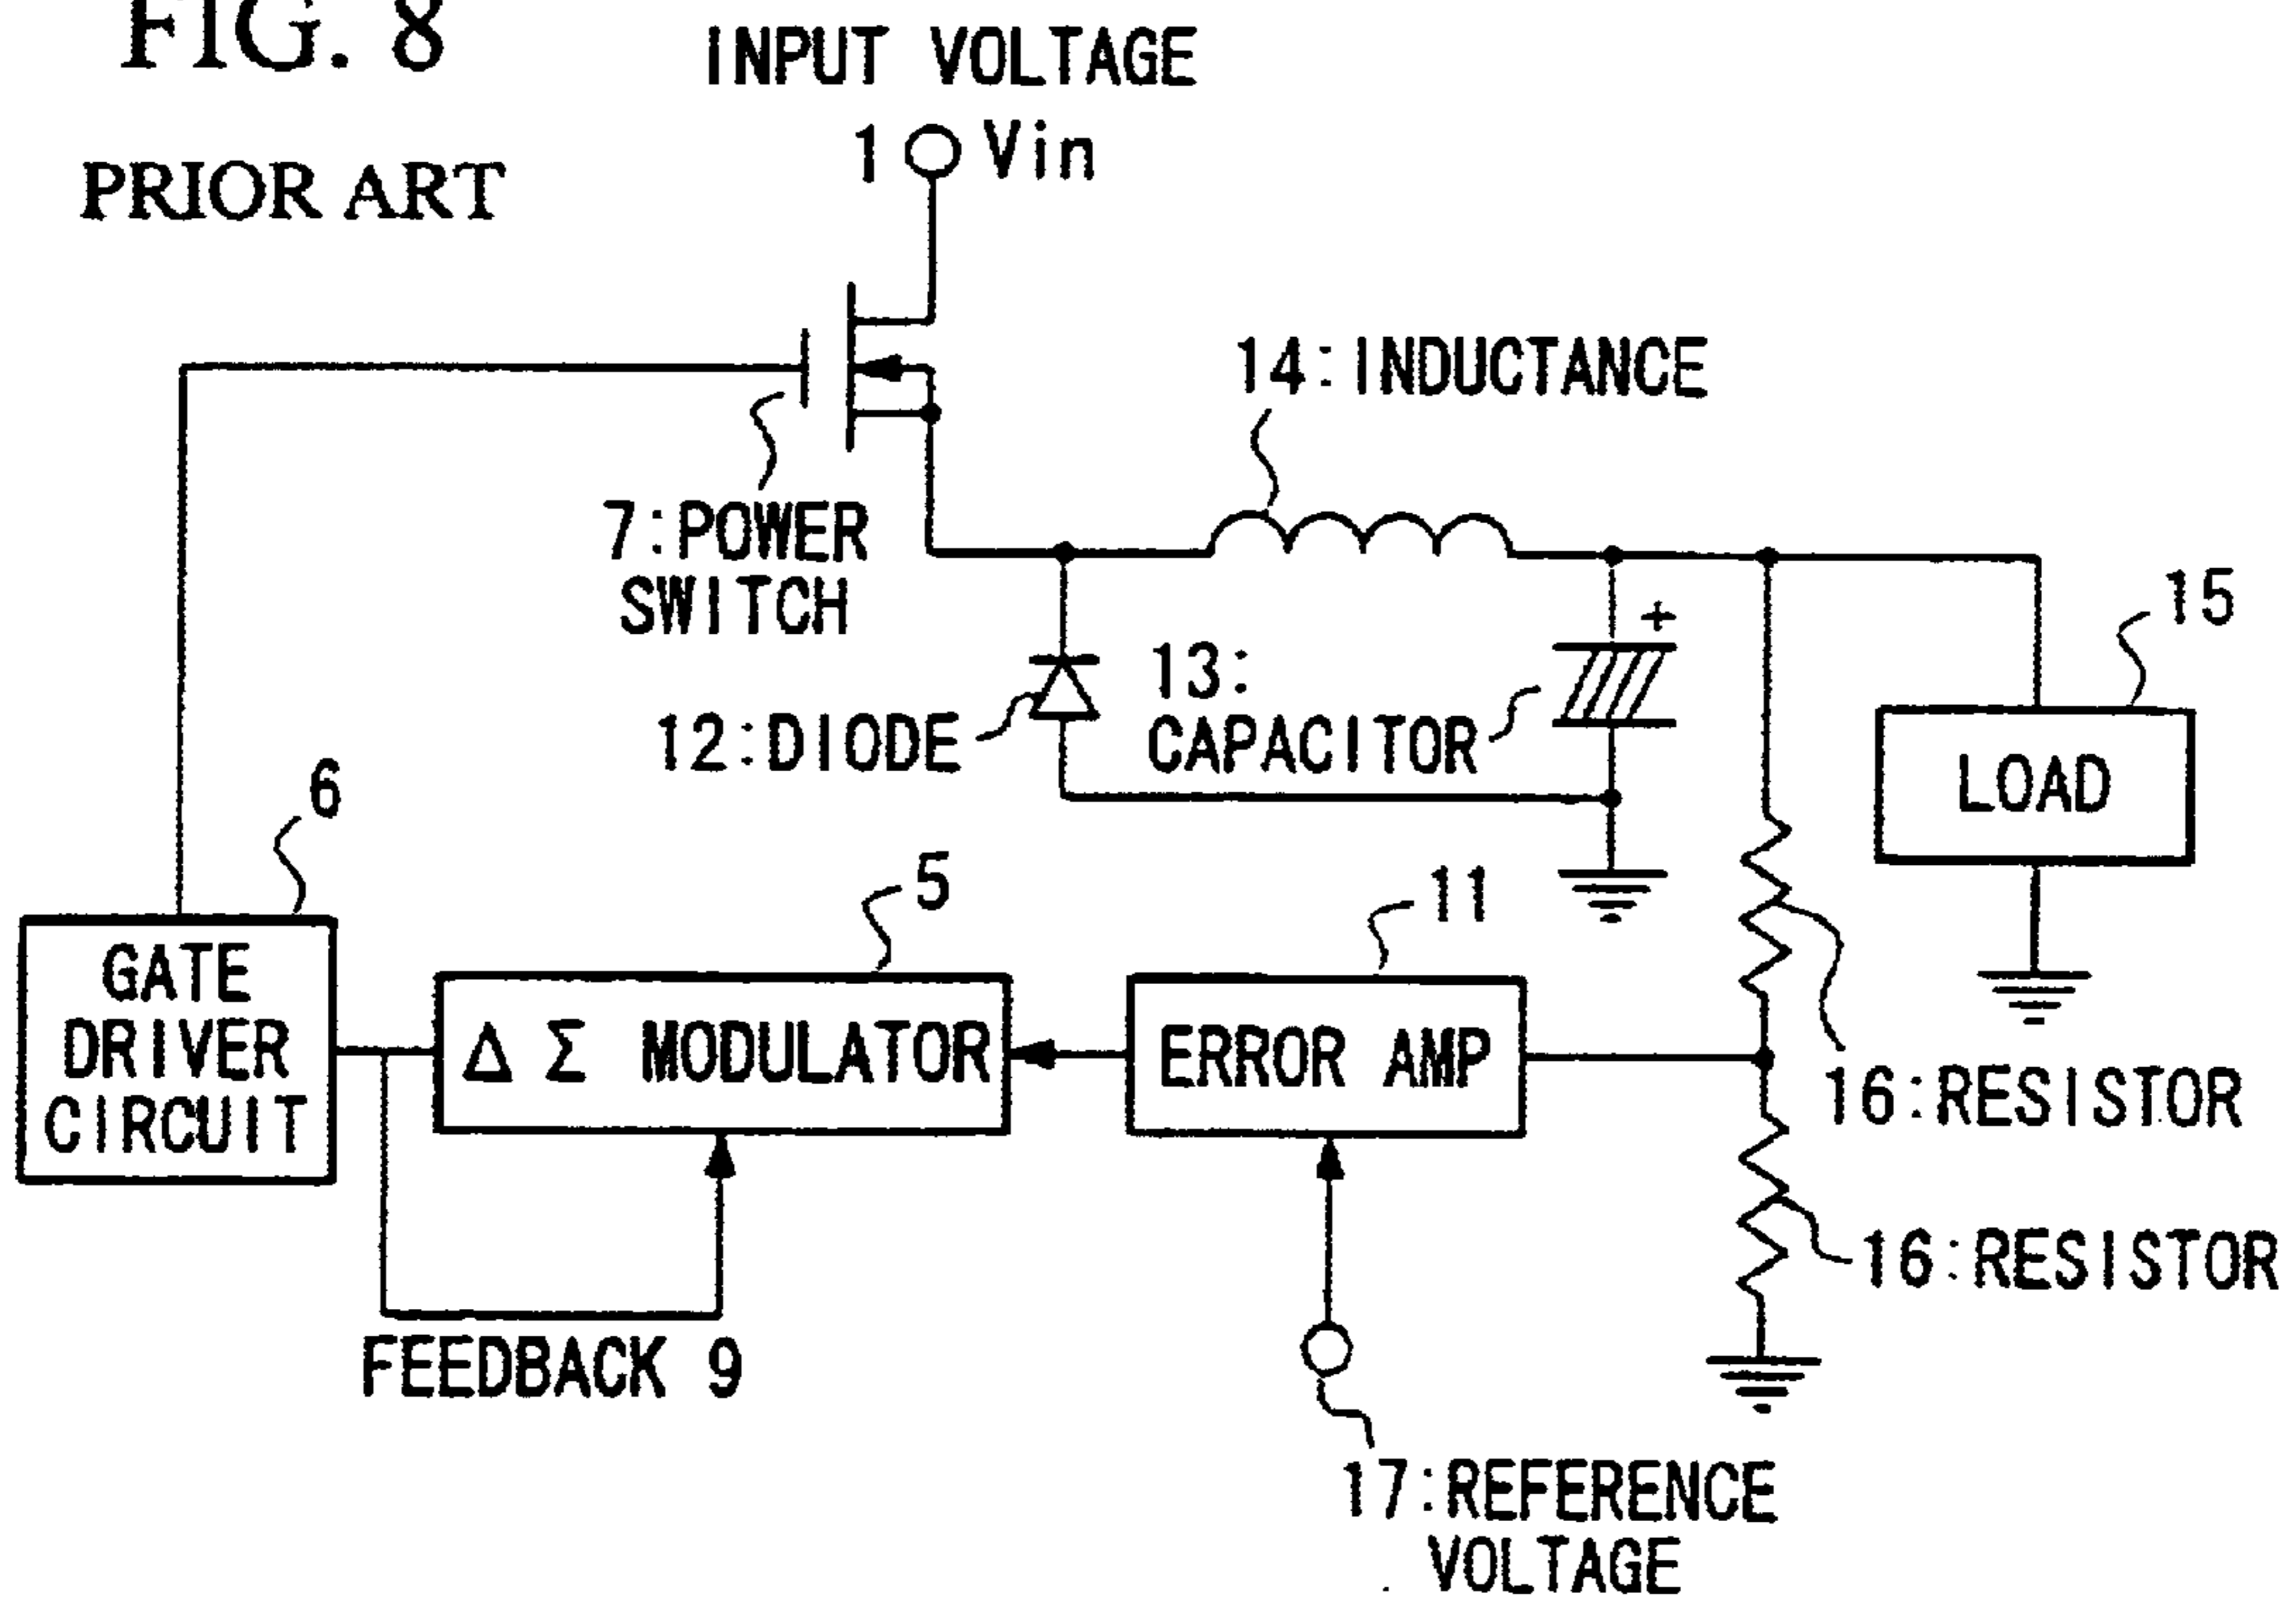 FIG. 8
PRIOR ART
INPUT VOLTAGE
1 Vin
14:INDUCTANCE
7:POWER
SWITCH
15
13:
CAPACITOR
12:DIODE
LOAD
6
5
11
GATE
DRIVER
CIRCUIT
Δ Σ MODULATOR
ERROR AMP
16:RESISTOR
16:RESISTOR
FEEDBACK 9
17:REFERENCE
VOLTAGE
+